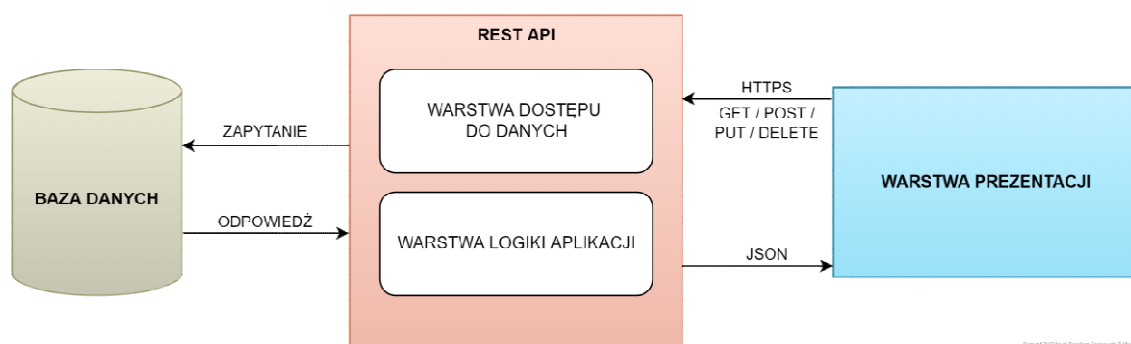 REST API
WARSTWA DOSTĘPU
DO DANYCH
WARSTWA LOGIKI APLIKACJI
BAZA DANYCH
ZAPYTANIE
ODPOWIEDŹ
HTTPS
GET / POST /
PUT / DELETE
JSON
WARSTWA PREZENTACJI